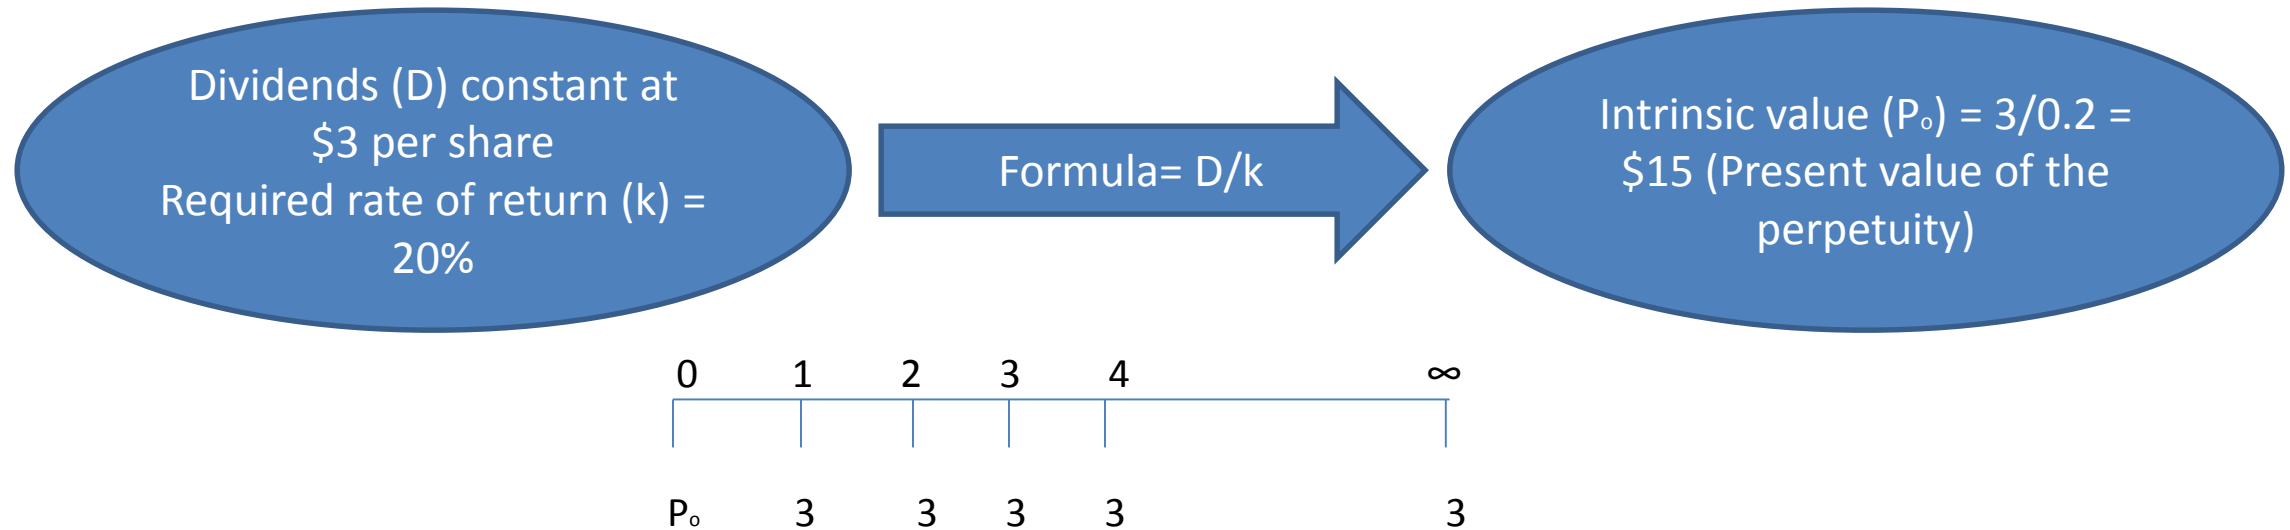 Dividends (D) constant at
$3 per share
Required rate of return (k) =
20%
Formula= D/k
Intrinsic value (Pₒ) = 3/0.2 =
$15 (Present value of the
perpetuity)
0 1 2 3 4 ∞
Pₒ 3 3 3 3 3